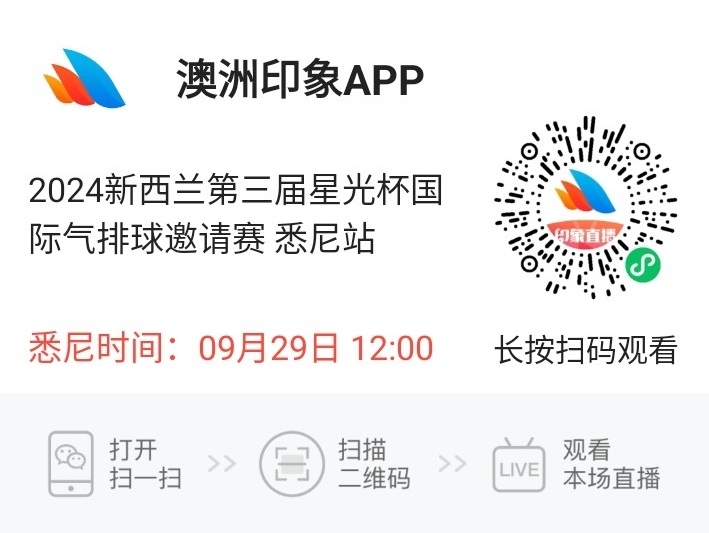 澳洲印象APP
2024新西兰第三届星光杯国
际气排球邀请赛 悉尼站
印象直播
悉尼时间：09月29日 12:00
长按扫码观看
打开
扫一扫
扫描
二维码
LIVE
观看
本场直播